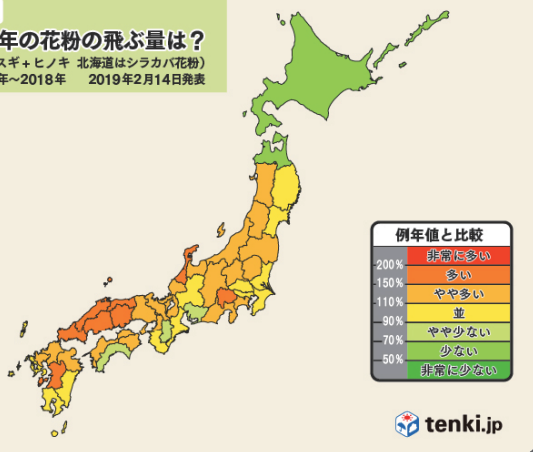 年の花粉の飛ぶ量は？
スギ+ヒノキ 北海道はシラカバ花粉）
年～2018年 2019年2月14日発表
例年値と比較
非常に多い
200%
多い
150%
やや多い
110%
並
90%
やや少ない
70%
少ない
50%
非常に少ない
tenki.jp